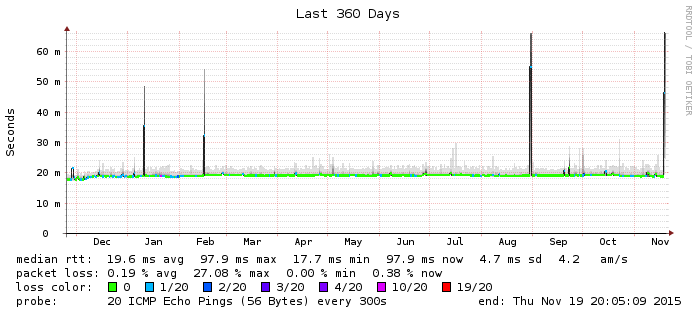 Last 360 Days
RRDTOOL / TOBI OETIKER
Seconds
60 m
50 m
40 m
30 m
20 m
10 m
0
Dec Jan Feb Mar Apr May Jun Jul Aug Sep Oct Nov
median rtt: 19.6 ms avg 97.9 ms max 17.7 ms min 97.9 ms now 4.7 ms sd 4.2 am/s
packet loss: 0.19 % avg 27.08 % max 0.00 % min 0.38 % now
loss color: 0 1/20 2/20 3/20 4/20 10/20 19/20
probe: 20 ICMP Echo Pings (56 Bytes) every 300s end: Thu Nov 19 20:05:09 2015